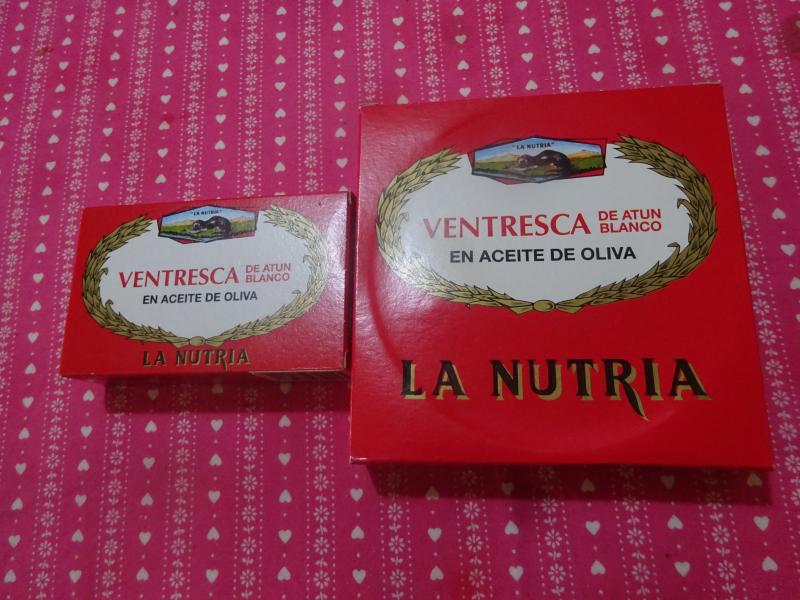 "LA NUTRIA"
VENTRESCA DE ATUN BLANCO
EN ACEITE DE OLIVA
LA NUTRIA
"LA NUTRIA"
VENTRESCA DE ATUN BLANCO
EN ACEITE DE OLIVA
LA NUTRIA